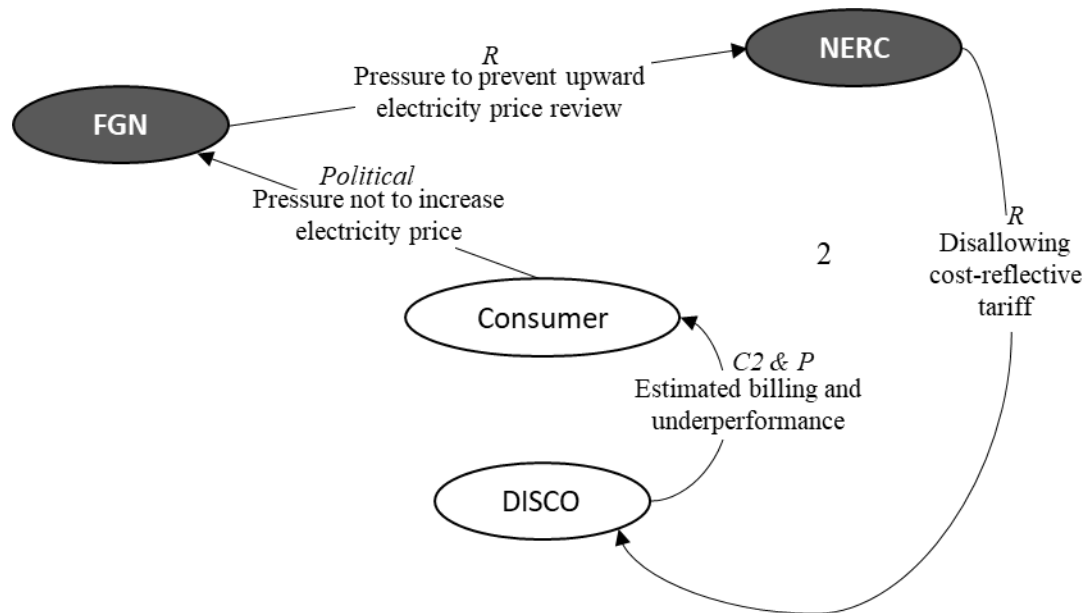 NERC
R
Pressure to prevent upward
electricity price review
FGN
Political
Pressure not to increase
electricity price
R
Disallowing
cost-reflective
tariff
2
Consumer
C2 & P
Estimated billing and
underperformance
DISCO